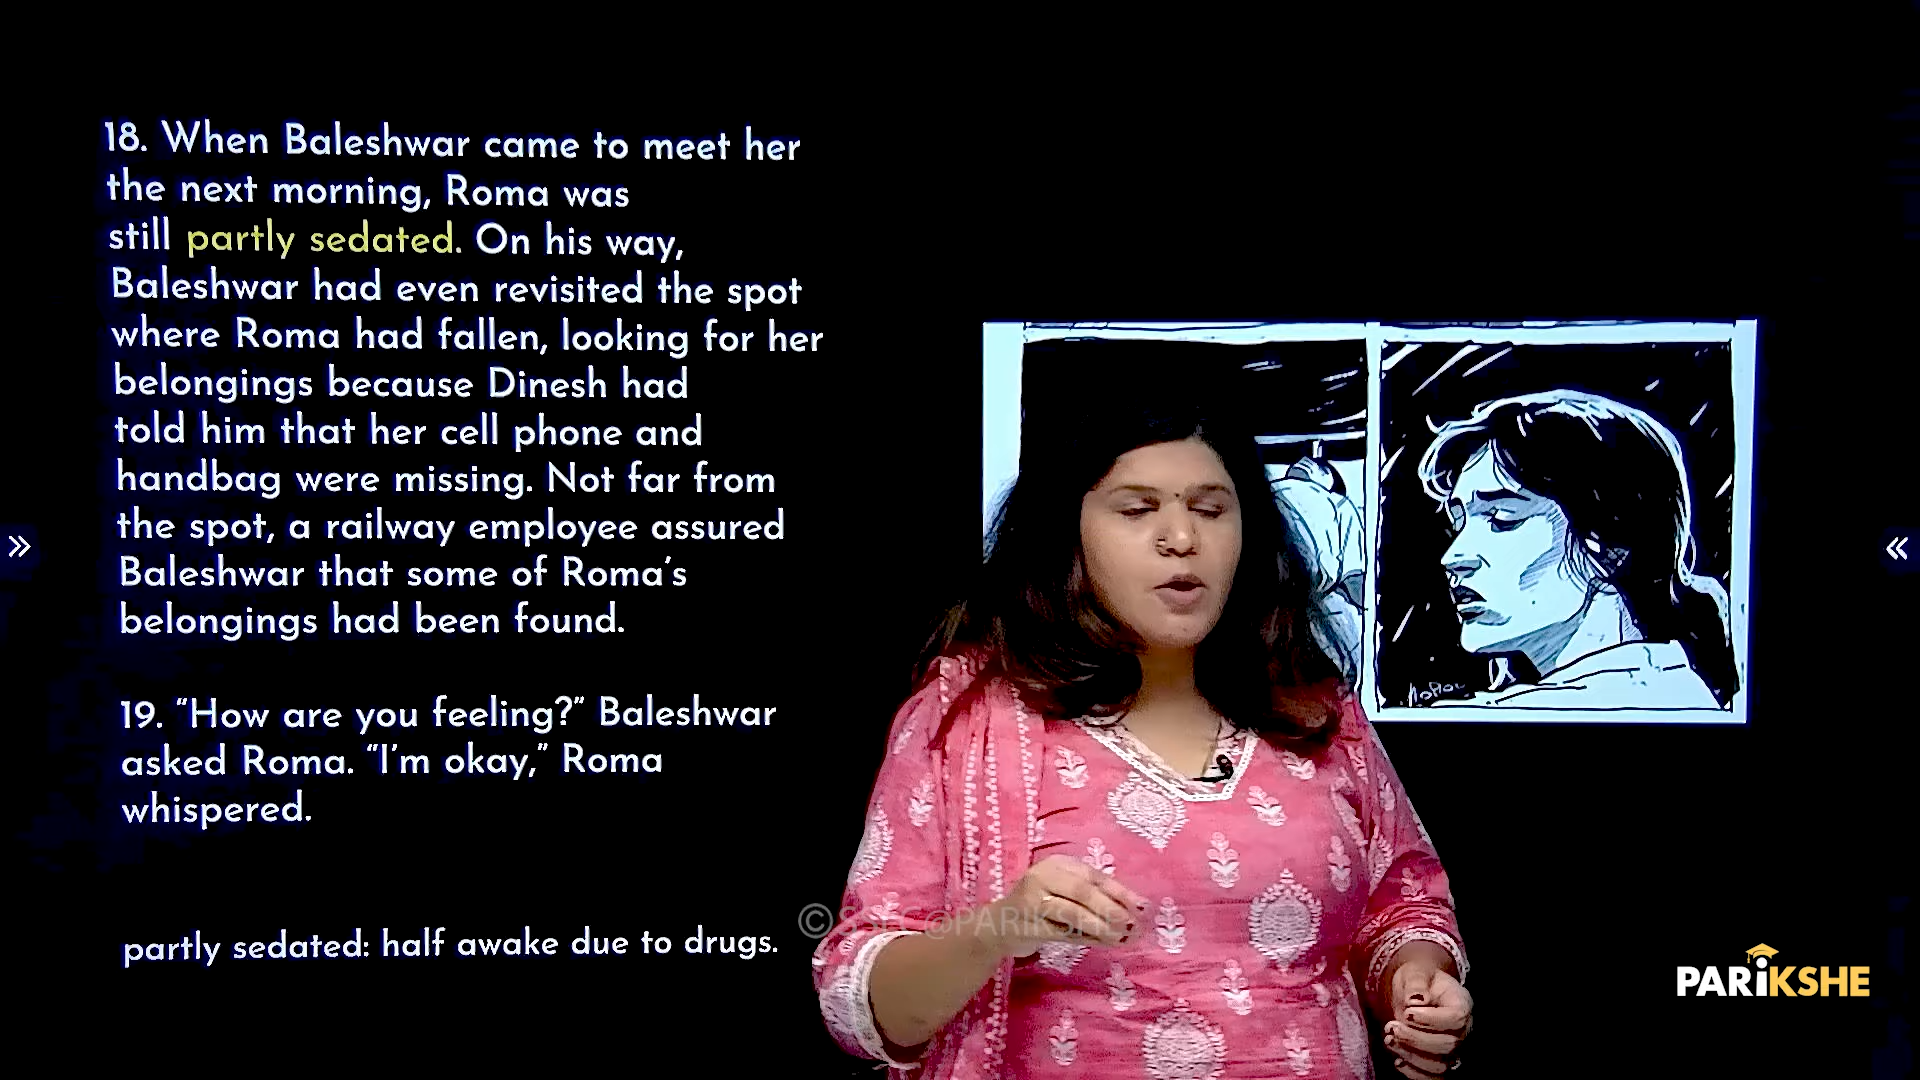 18. When Baleshwar came to meet her
the next morning, Roma was
still partly sedated. On his way,
Baleshwar had even revisited the spot
where Roma had fallen, looking for her
belongings because Dinesh had
told him that her cell phone and
handbag were missing. Not far from
the spot, a railway employee assured
Baleshwar that some of Roma's
belongings had been found.
19. “How are you feeling?” Baleshwar
asked Roma. “I'm okay,” Roma
whispered.
partly sedated: half awake due to drugs.
@PARIKSHE
PARIKSHE